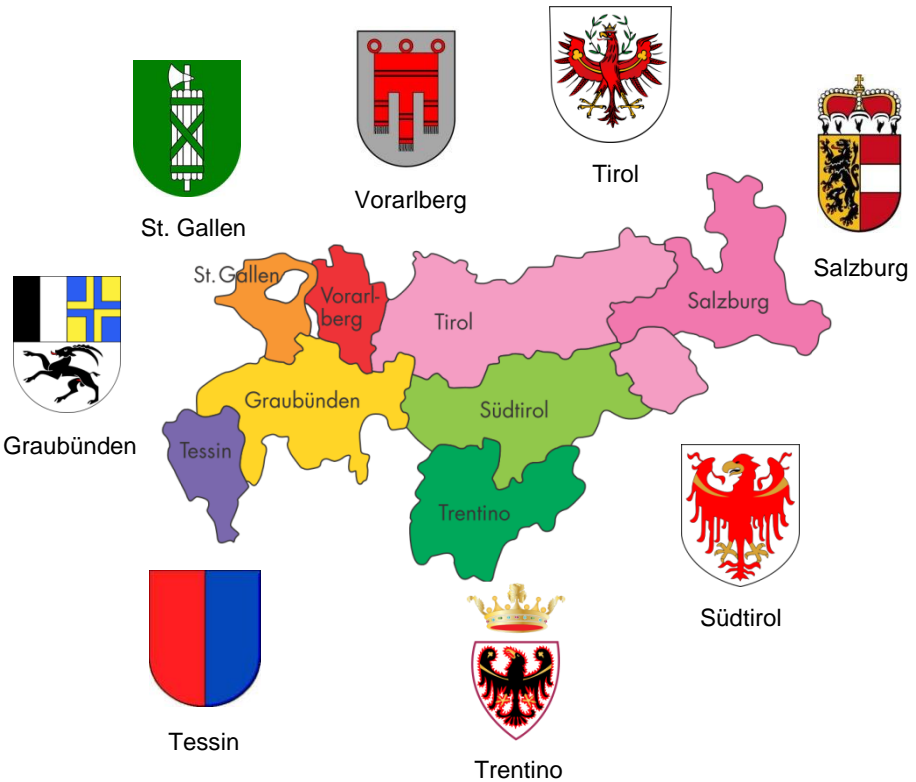 Tirol
Vorarlberg
St. Gallen
Salzburg
St. Gallen
Vorarl-
berg
Tirol
Salzburg
Graubünden
Südtirol
Graubünden
Tessin
Trentino
Südtirol
Tessin
Trentino